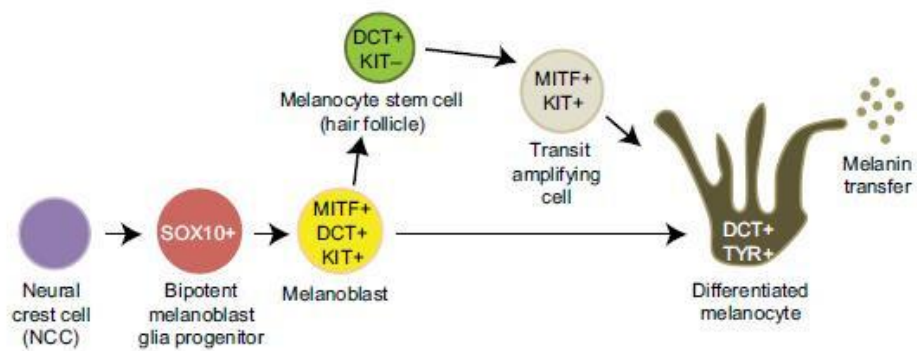 DCT+
KIT–
Melanocyte stem cell
(hair follicle)
MITF+
KIT+
Transit
amplifying
cell
Melanin
transfer
SOX10+
MITF+
DCT+
KIT+
DCT+
TYR+
Neural
crest cell
(NCC)
Bipotent
melanoblast
glia progenitor
Melanoblast
Differentiated
melanocyte